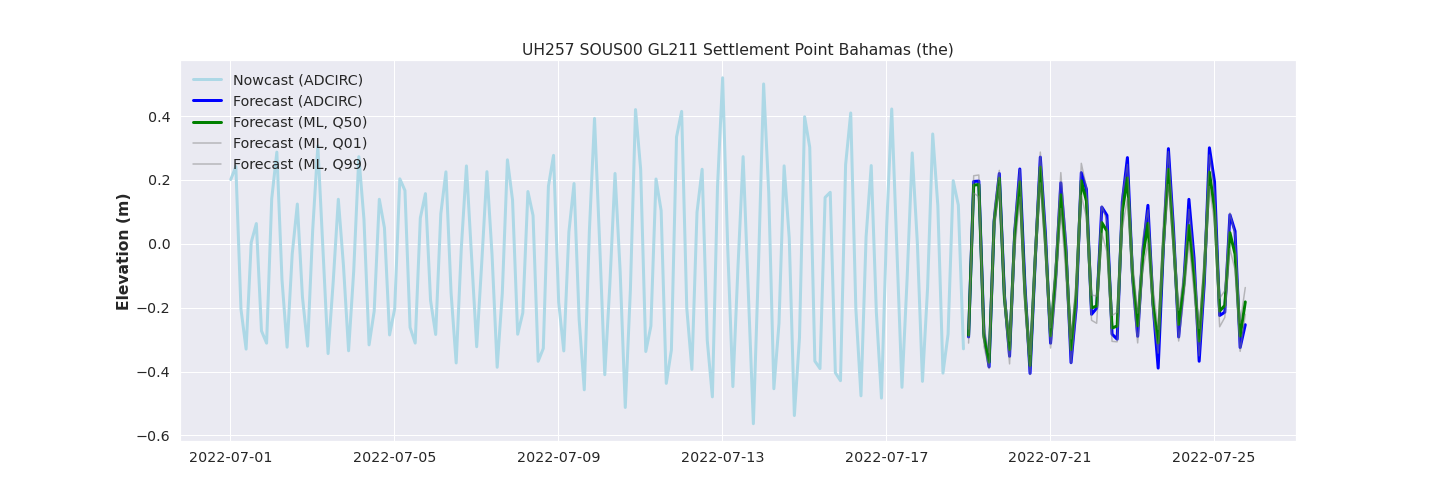 UH257 SOUS00 GL211 Settlement Point Bahamas (the)
Nowcast (ADCIRC)
Forecast (ADCIRC)
Forecast (ML, Q50)
Forecast (ML, Q01)
Forecast (ML, Q99)
Elevation (m)
0.4
0.2
0.0
−0.2
−0.4
−0.6
2022-07-01
2022-07-05
2022-07-09
2022-07-13
2022-07-17
2022-07-21
2022-07-25